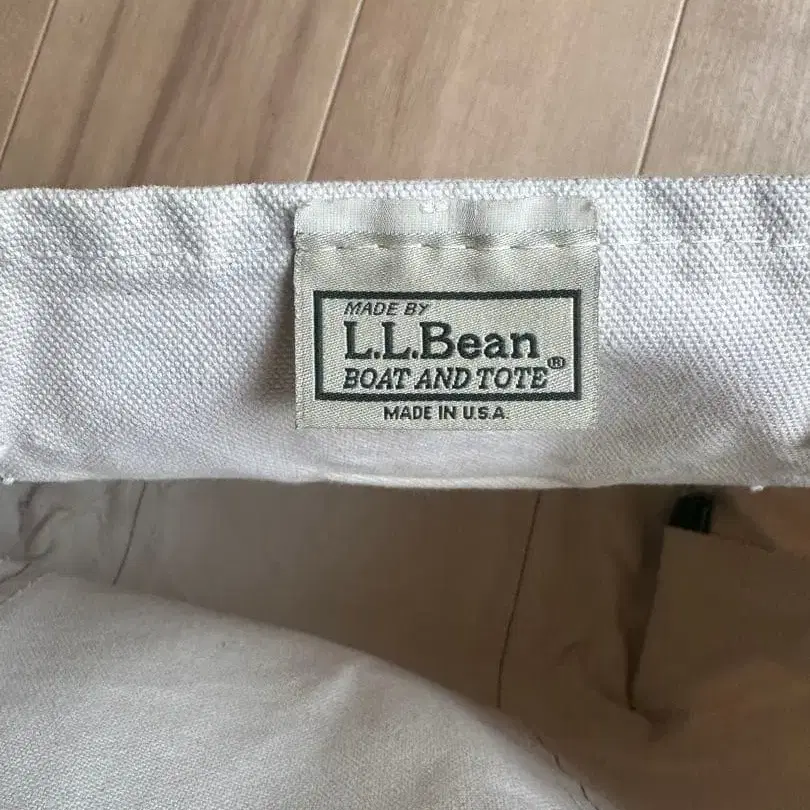 MADE BY
L.L.Bean®
BOAT AND TOTE
MADE IN U.S.A.